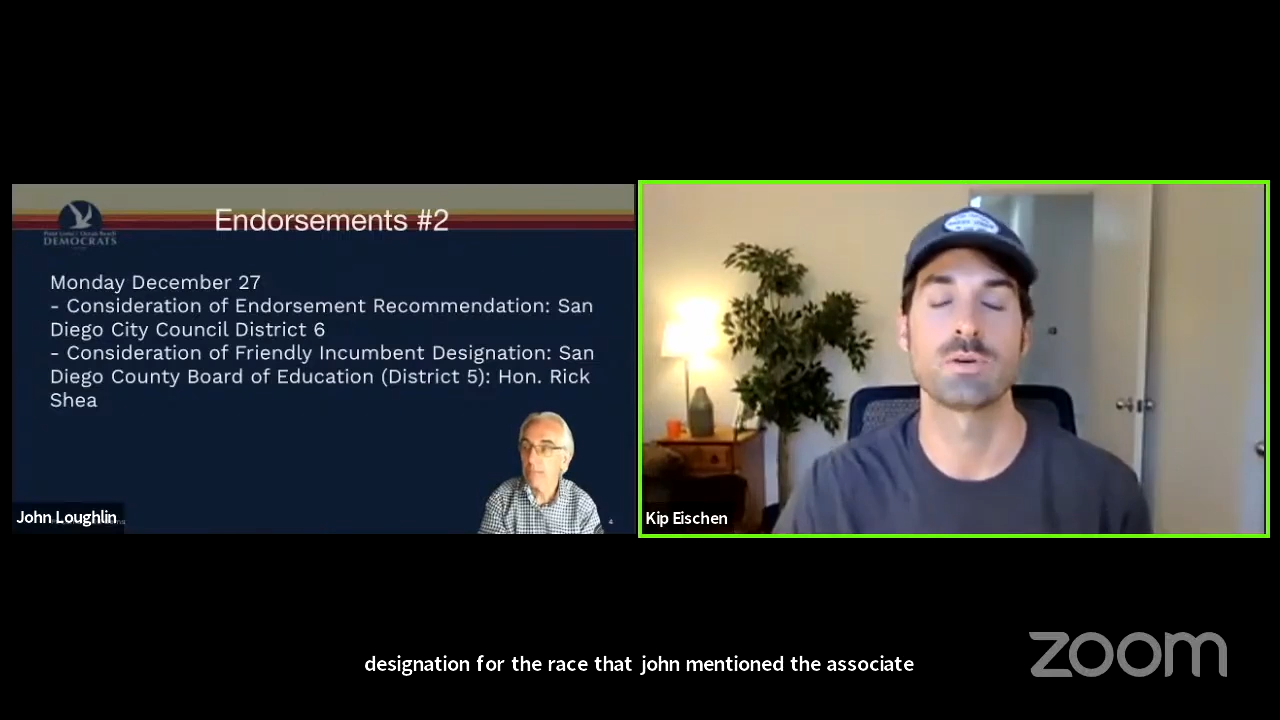 Endorsements #2
DEMOCRATS
Monday December 27
- Consideration of Endorsement Recommendation: San
Diego City Council District 6
- Consideration of Friendly Incumbent Designation: San
Diego County Board of Education (District 5): Hon. Rick
Shea
John Loughlin
4
Kip Eischen
designation for the race that john mentioned the associate
zoom